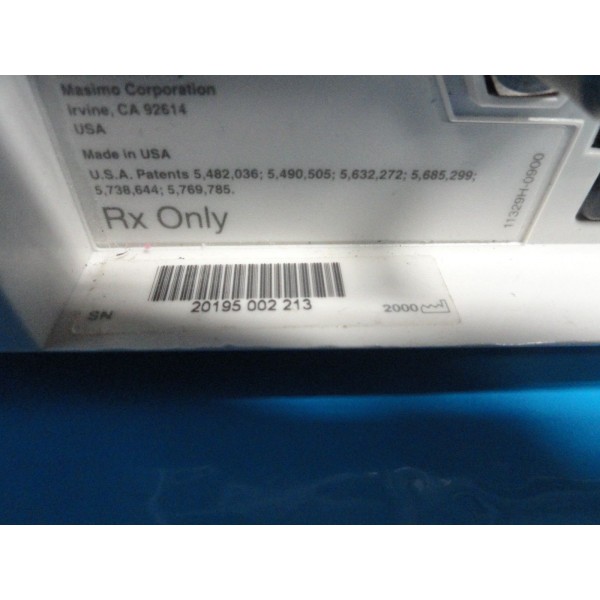 Masimo Corporation
Irvine, CA 92614
USA
Made in USA
U.S.A. Patents 5,482,036; 5,490,505; 5,632,272; 5,685,299;
5,738,644; 5,769,785.
Rx Only
11329H-0900
SN
20195 002 213
2000